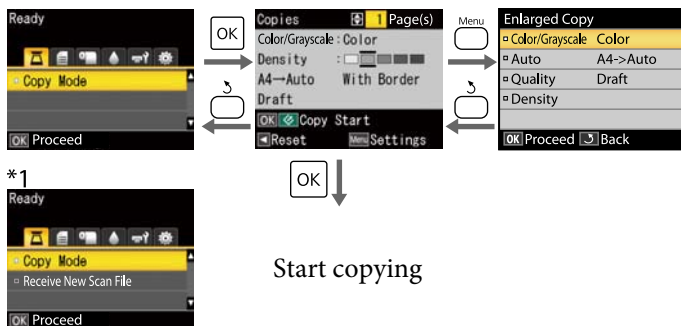 Ready
Copy Mode
OK Proceed
OK
Copies 1 Page(s)
Color/Grayscale : Color
Density :
A4→Auto With Border
Draft
OK Copy Start
Reset Menu Settings
Menu
Enlarged Copy
Color/Grayscale Color
Auto A4->Auto
Quality Draft
Density
OK Proceed Back
*1
Ready
Copy Mode
Receive New Scan File
OK Proceed
OK
Start copying